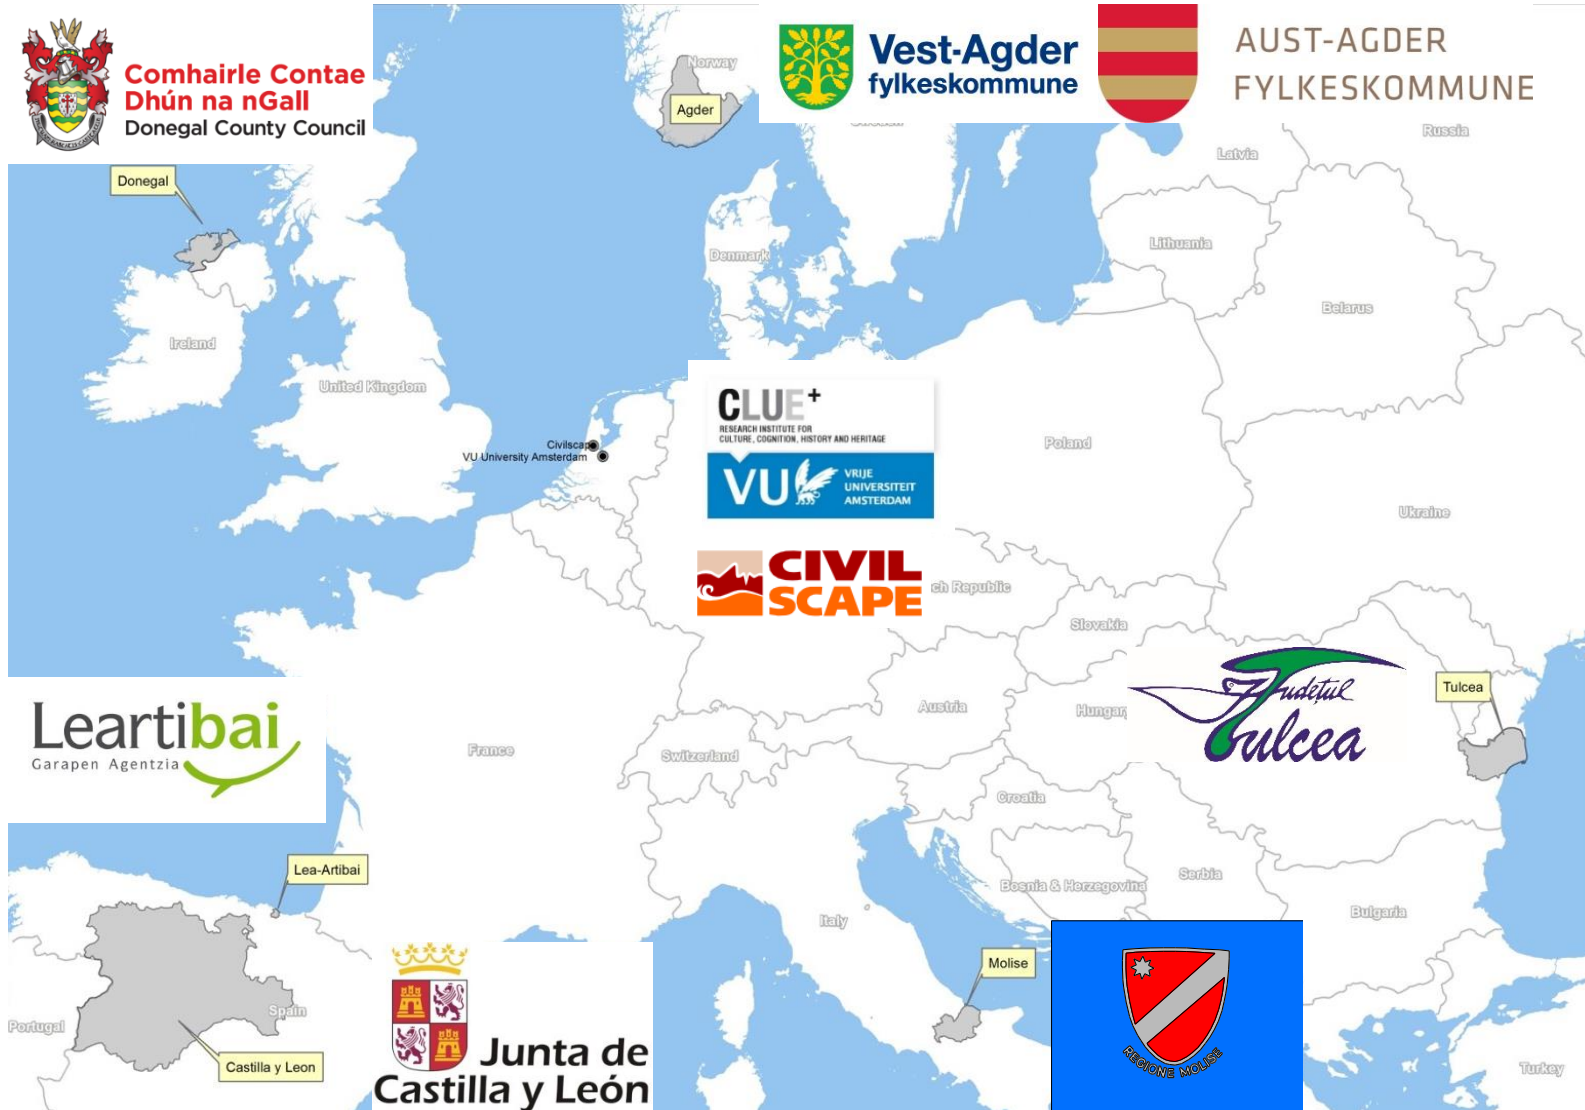 Comhairle Contae
Dhún na nGall
Donegal County Council
Norway
Agder
Vest-Agder
fylkeskommune
AUST-AGDER
FYLKESKOMMUNE
Russia
Latvia
Donegal
Lithuania
Denmark
Belarus
Ireland
United Kingdom
CLUE+
RESEARCH INSTITUTE FOR
CULTURE, COGNITION, HISTORY AND HERITAGE
VU VRIJE
UNIVERSITEIT
AMSTERDAM
Civilscape
VU University Amsterdam
Poland
Ukraine
CIVIL
SCAPE
ch Republic
Slovakia
Județul
Tulcea
Tulcea
Leartibai
Garapen Agentzia
Austria
Hungary
France
Switzerland
Croatia
Lea-Artibai
Bosnia & Herzegovina
Serbia
Italy
Bulgaria
Molise
Spain
Portugal
Castilla y Leon
Junta de
Castilla y León
REGIONE MOLISE
Turkey